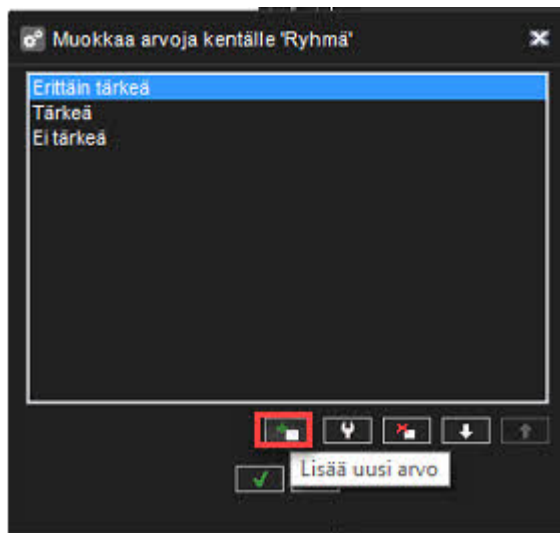 Muokkaa arvoja kentälle 'Ryhmä'
Erittäin tärkeä
Tärkeä
Ei tärkeä
Lisää uusi arvo